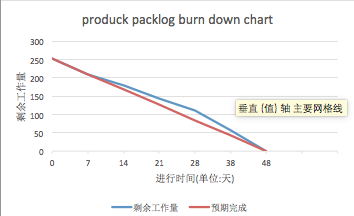 produck packlog burn down chart
300
250
200
150
100
50
0
剩余工作量
垂直 (值) 轴 主要网格线
0 7 14 21 28 38 48
进行时间(单位:天)
剩余工作量 预期完成